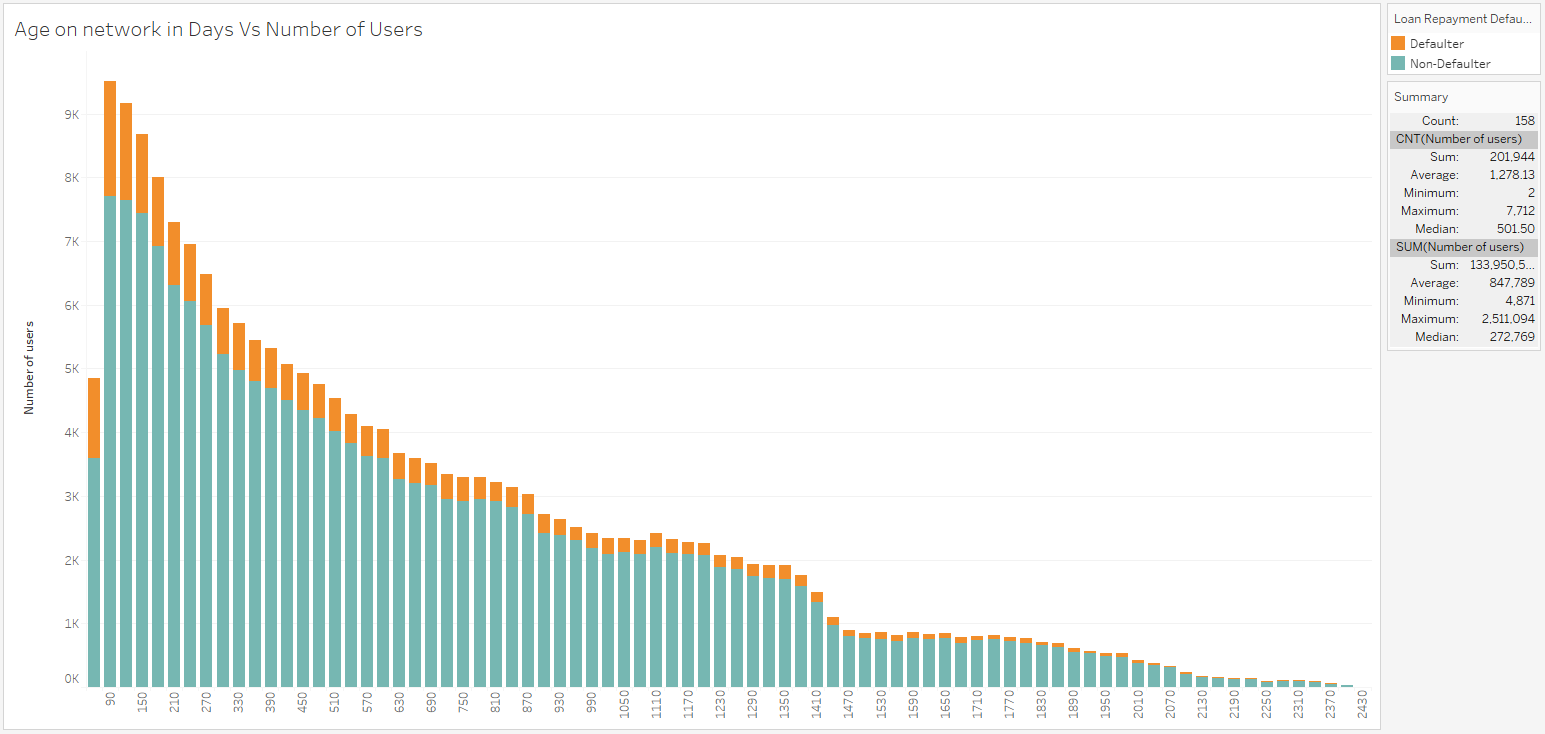 Age on network in Days Vs Number of Users
Number of users
9K
8K
7K
6K
5K
4K
3K
2K
1K
0K
90
150
210
270
330
390
450
510
570
630
690
750
810
870
930
990
1050
1110
1170
1230
1290
1350
1410
1470
1530
1590
1650
1710
1770
1830
1890
1950
2010
2070
2130
2190
2250
2310
2370
2430
Loan Repayment Defau...
Defaulter
Non-Defaulter
Summary
Count: 158
CNT(Number of users)
Sum: 201,944
Average: 1,278.13
Minimum: 2
Maximum: 7,712
Median: 501.50
SUM(Number of users)
Sum: 133,950,5...
Average: 847,789
Minimum: 4,871
Maximum: 2,511,094
Median: 272,769